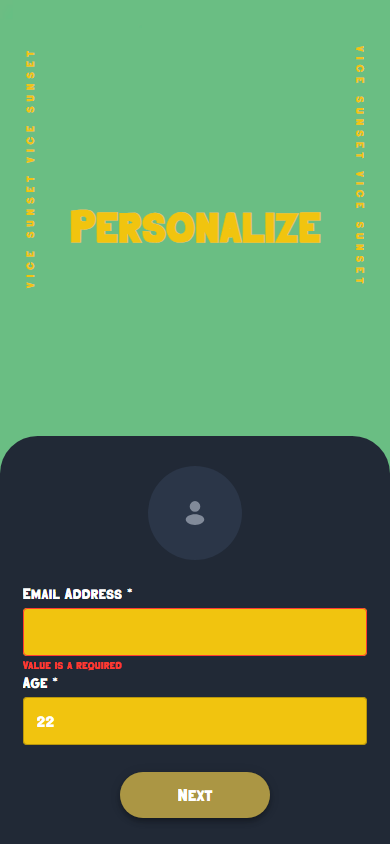 VICE SUNSET VICE SUNSET
VICE SUNSET VICE SUNSET
PERSONALIZE
EMAIL ADDRESS *
VALUE IS A REQUIRED
AGE *
22
NEXT